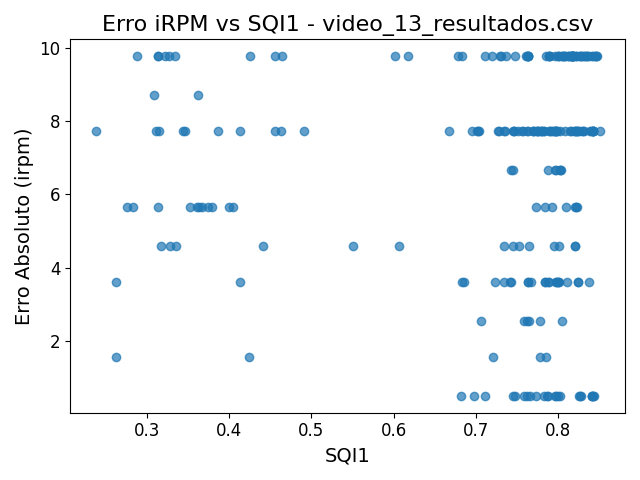 Erro iRPM vs SQI1 - video_13_resultados.csv
Erro Absoluto (irpm)
10
8
6
4
2
0.3 0.4 0.5 0.6 0.7 0.8
SQI1